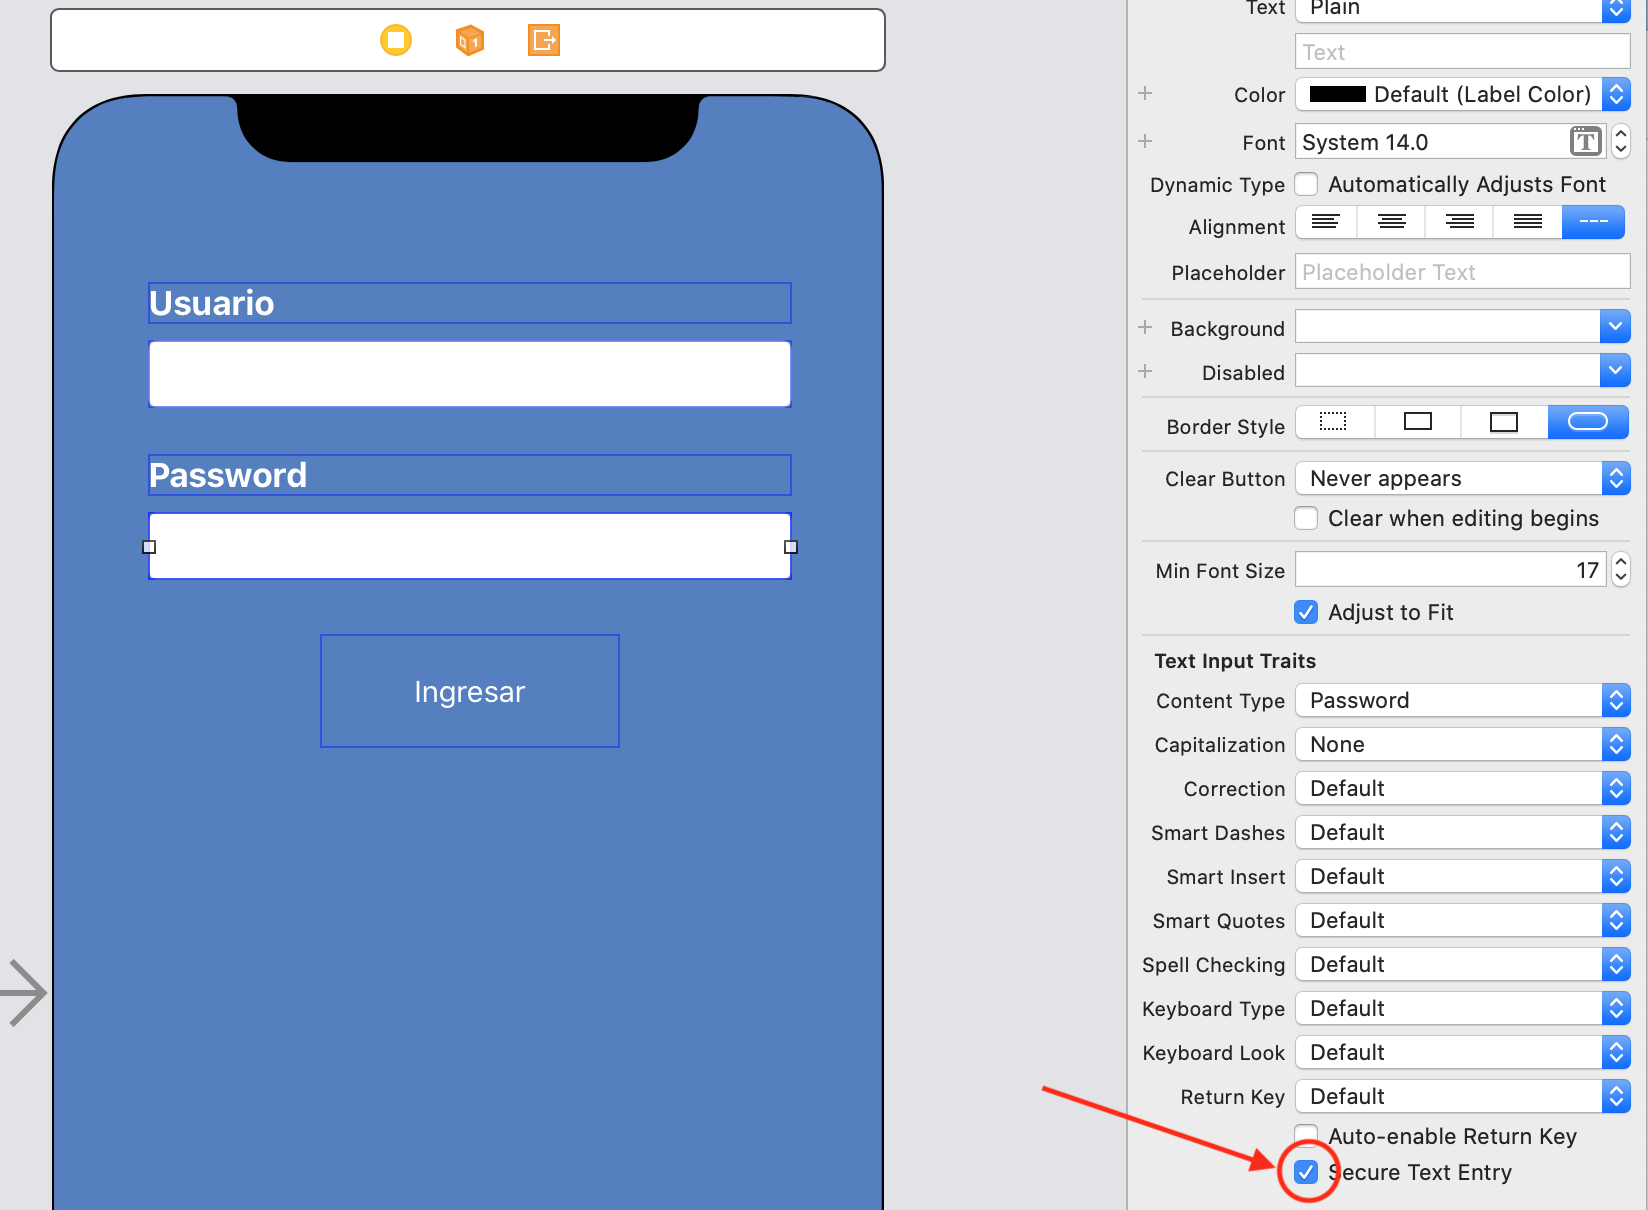 Usuario
Password
Ingresar
Text Plain
Text
Color Default (Label Color)
Font System 14.0 T
Dynamic Type Automatically Adjusts Font
Alignment
Placeholder Placeholder Text
Background
Disabled
Border Style
Clear Button Never appears
Clear when editing begins
Min Font Size 17
Adjust to Fit
Text Input Traits
Content Type Password
Capitalization None
Correction Default
Smart Dashes Default
Smart Insert Default
Smart Quotes Default
Spell Checking Default
Keyboard Type Default
Keyboard Look Default
Return Key Default
Auto-enable Return Key
Secure Text Entry